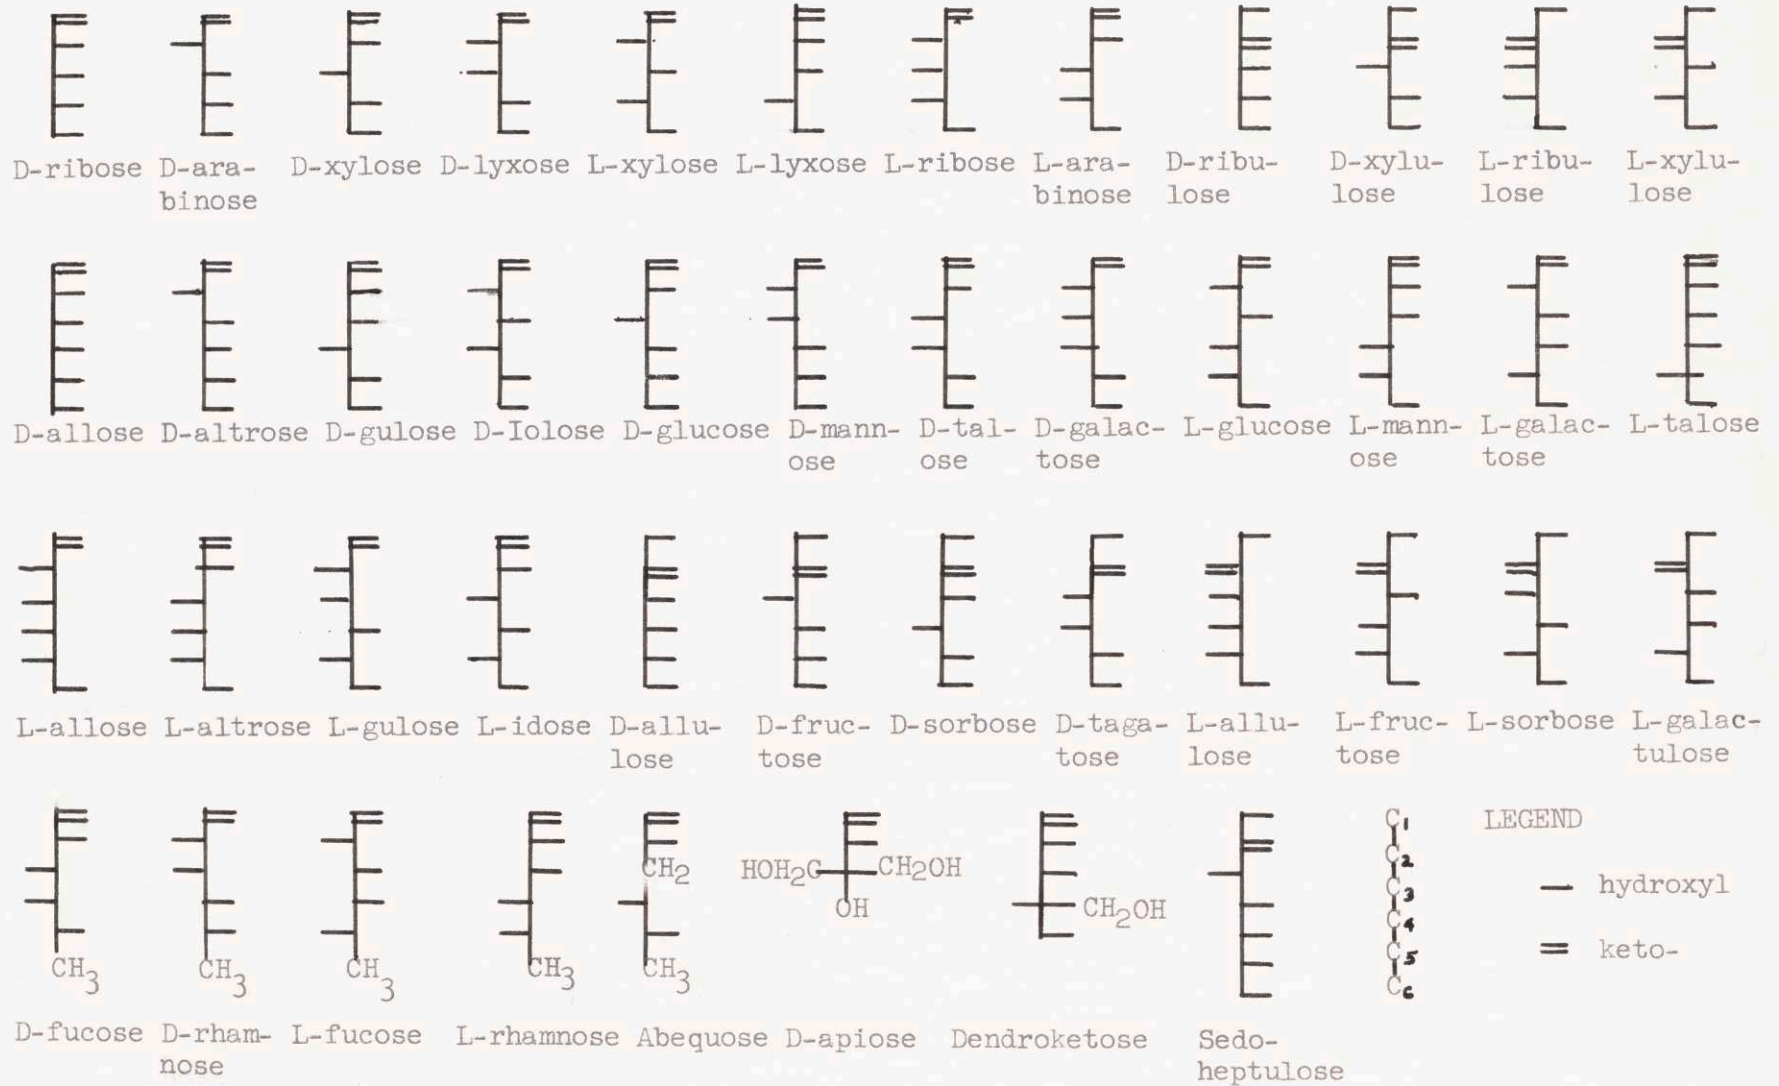 D-ribose D-ara- D-xylose D-lyxose L-xylose L-lyxose L-ribose L-ara- D-ribu- D-xylu- L-ribu- L-xylu-
binose binose lose lose lose lose
D-allose D-altrose D-gulose D-Iolose D-glucose D-mann- D-tal- D-galac- L-glucose L-mann- L-galac- L-talose
ose ose tose ose tose
L-allose L-altrose L-gulose L-idose D-allu- D-fruc- D-sorbose D-taga- L-allu- L-fruc- L-sorbose L-galac-
lose tose tose lose tose tulose
C1 LEGEND
CH2 HOH2C CH2OH C2
C3 hydroxyl
OH CH2OH C4
C5 keto-
CH3 CH3 CH3 CH3 CH3 C6
D-fucose D-rham- L-fucose L-rhamnose Abequose D-apiose Dendroketose Sedo-
nose heptulose